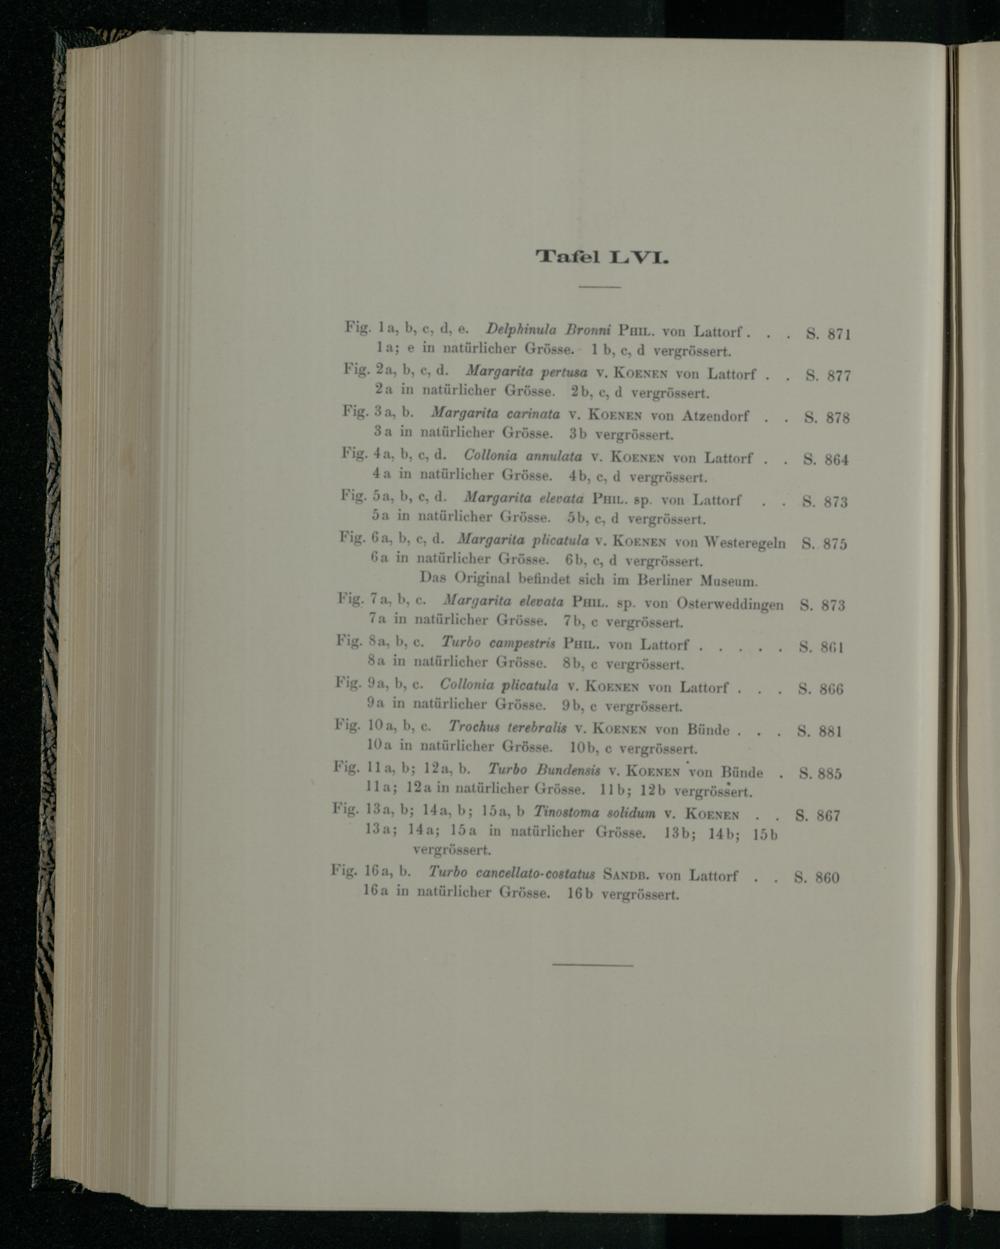 Tafel LVI.
Fig. 1a, b, c, d, e. Delphinula Bronni PHIL. von Lattorf . . . S. 871
1a; e in natürlicher Grösse. 1b, c, d vergrössert.
Fig. 2a, b, c, d. Margarita pertusa v. KOENEN von Lattorf . . S. 877
2a in natürlicher Grösse. 2b, c, d vergrössert.
Fig. 3a, b. Margarita carinata v. KOENEN von Atzendorf . . S. 878
3a in natürlicher Grösse. 3b vergrössert.
Fig. 4a, b, c, d. Collonia annulata v. KOENEN von Lattorf . . S. 864
4a in natürlicher Grösse. 4b, c, d vergrössert.
Fig. 5a, b, c, d. Margarita elevata PHIL. sp. von Lattorf . . S. 873
5a in natürlicher Grösse. 5b, c, d vergrössert.
Fig. 6a, b, c, d. Margarita plicatula v. KOENEN von Westeregeln S. 875
6a in natürlicher Grösse. 6b, c, d vergrössert.
Das Original befindet sich im Berliner Museum.
Fig. 7a, b, c. Margarita elevata PHIL. sp. von Osterweddingen S. 873
7a in natürlicher Grösse. 7b, c vergrössert.
Fig. 8a, b, c. Turbo campestris PHIL. von Lattorf . . . . . S. 861
8a in natürlicher Grösse. 8b, c vergrössert.
Fig. 9a, b, c. Collonia plicatula v. KOENEN von Lattorf . . . S. 866
9a in natürlicher Grösse. 9b, c vergrössert.
Fig. 10a, b, c. Trochus terebralis v. KOENEN von Bünde . . . S. 881
10a in natürlicher Grösse. 10b, c vergrössert.
Fig. 11a, b; 12a, b. Turbo Bundensis v. KOENEN von Bünde . S. 885
11a; 12a in natürlicher Grösse. 11b; 12b vergrössert.
Fig. 13a, b; 14a, b; 15a, b Tinostoma solidum v. KOENEN . . S. 867
13a; 14a; 15a in natürlicher Grösse. 13b; 14b; 15b
vergrössert.
Fig. 16a, b. Turbo cancellato-costatus SANDB. von Lattorf . . S. 860
16a in natürlicher Grösse. 16b vergrössert.